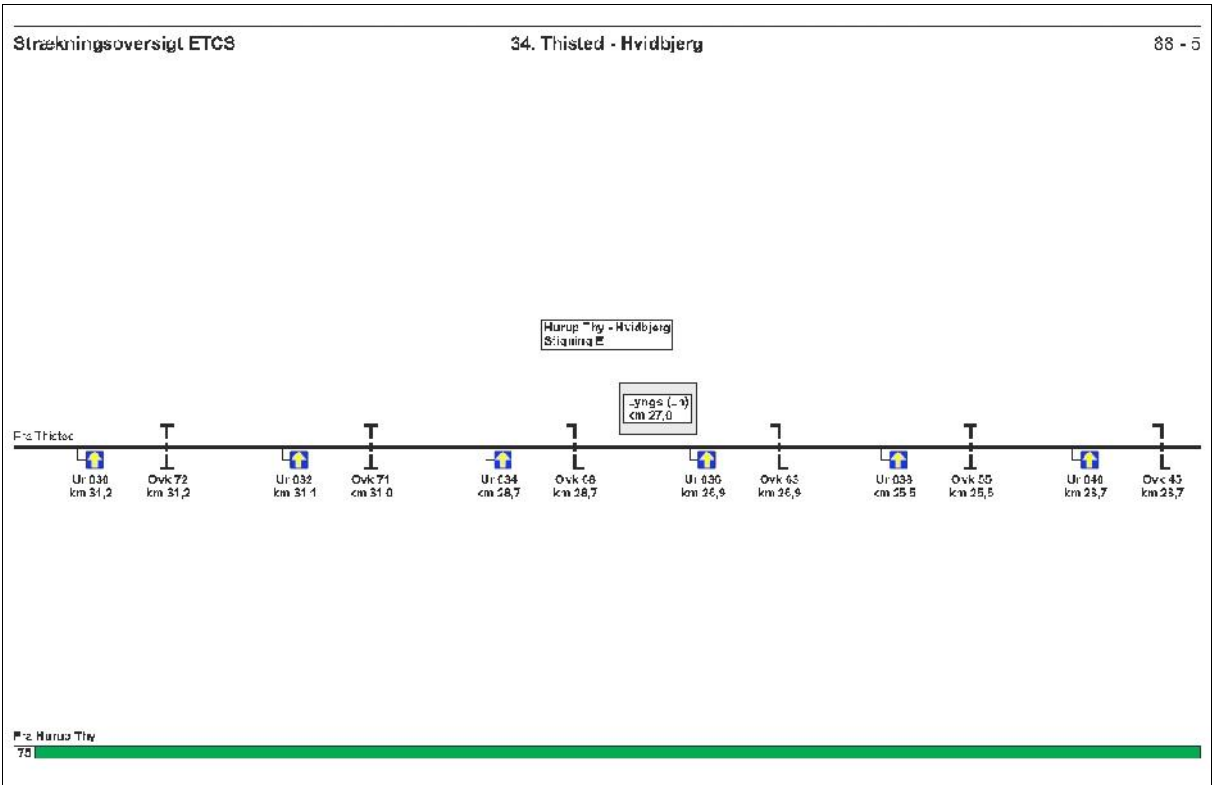 Strækningsoversigt ETCS
34. Thisted - Hvidbjerg
88 - 5
Hurup Thy - Hvidbjerg
Stigning E
Lyngs (Ln)
km 27,0
Fra Thisted
Ur 030
km 31,2
Ovk 72
km 31,2
Ur 032
km 31,1
Ovk 71
km 31,0
Ur 034
km 28,7
Ovk
km 28,7
Ur 036
km 26,9
Ovk
km 26,9
Ur 038
km 25,5
Ovk 55
km 25,5
Ur 040
km 23,7
Ovk
km 23,7
Fra Hurup Thy
75